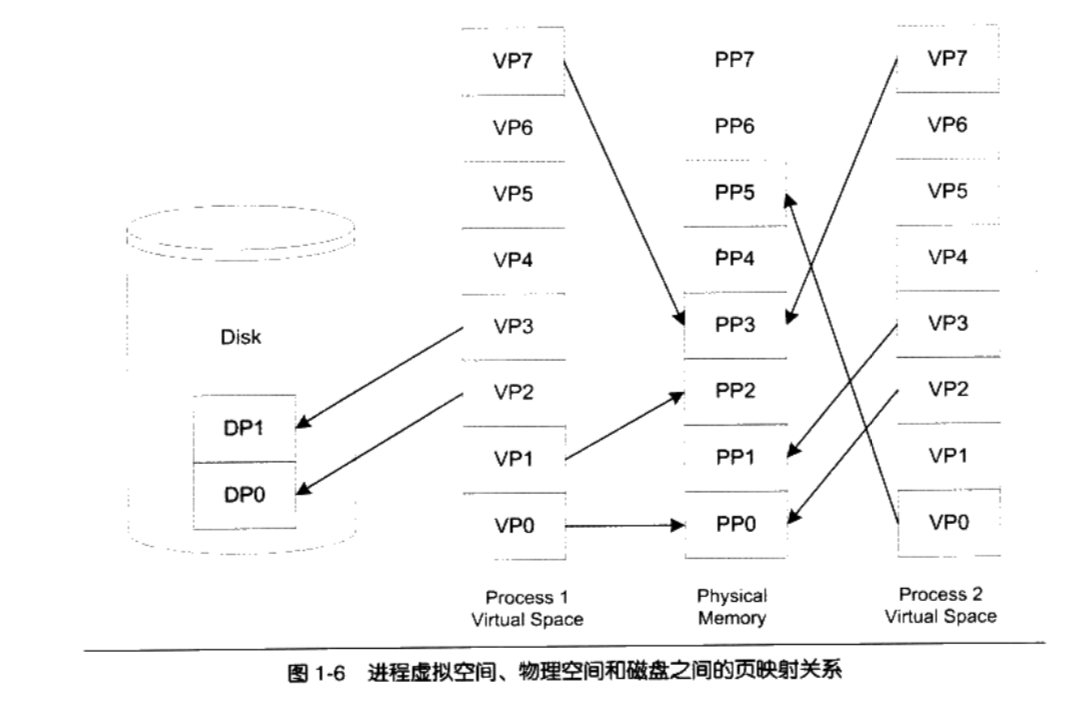 VP7 PP7 VP7
VP6 PP6 VP6
VP5 PP5 VP5
VP4 PP4 VP4
Disk VP3 PP3 VP3
VP2 PP2 VP2
DP1 VP1 PP1 VP1
DP0 VP0 PP0 VP0
Process 1 Physical Process 2
Virtual Space Memory Virtual Space
图 1-6 进程虚拟空间、物理空间和磁盘之间的页映射关系